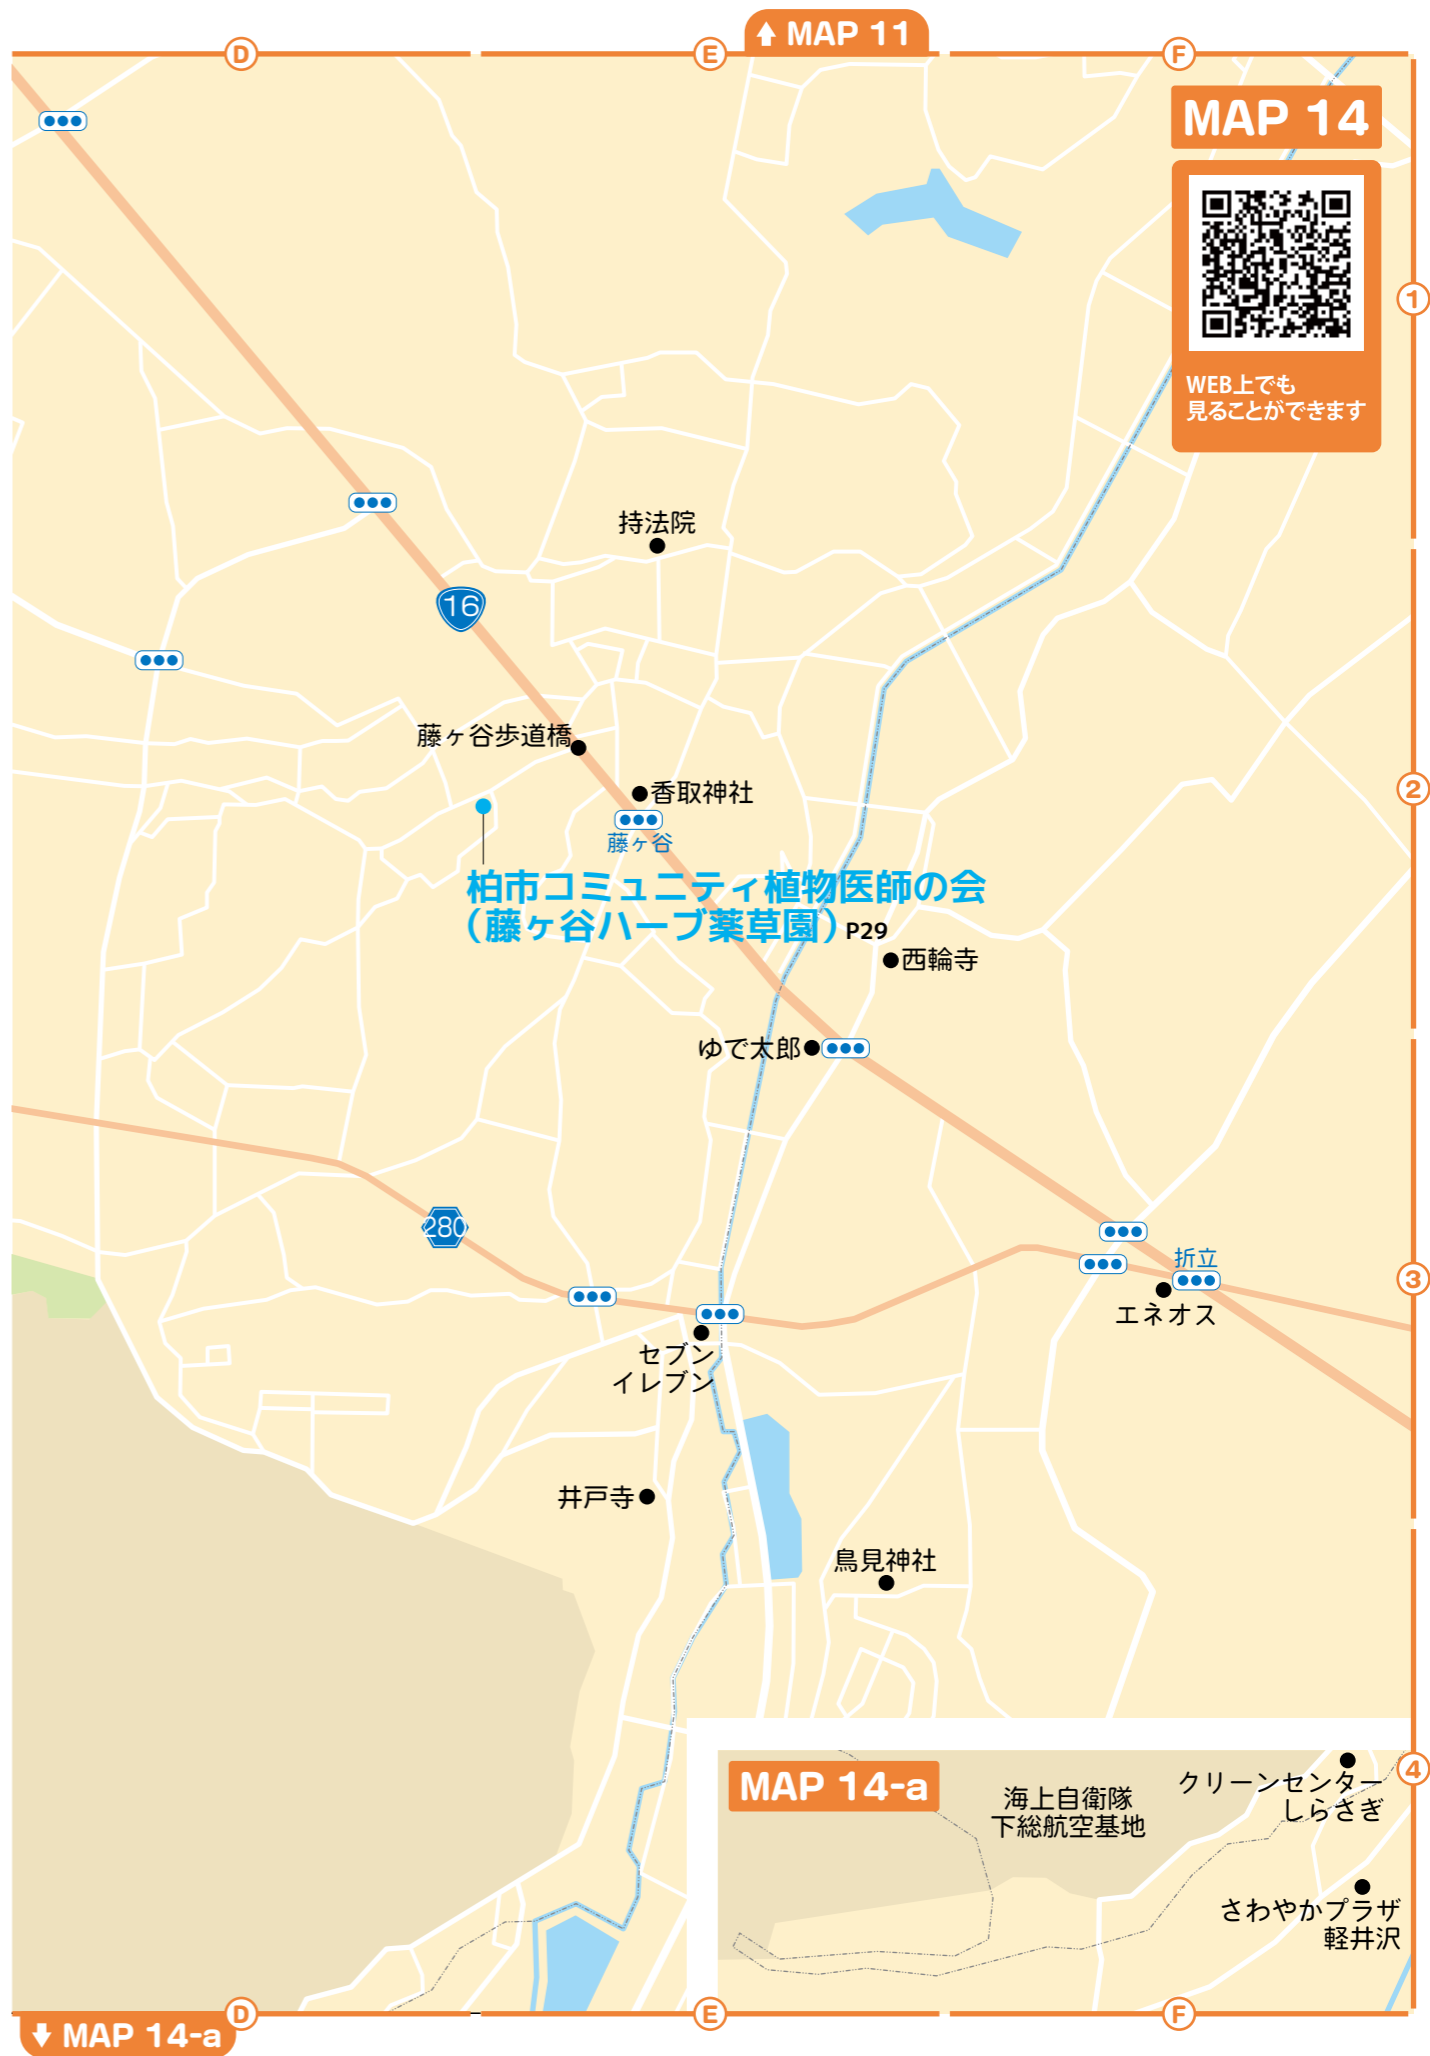 MAP 11
D
E
F
MAP 14
WEB上でも
見ることができます
1
持法院
16
藤ヶ谷歩道橋
香取神社
藤ヶ谷
2
柏市コミュニティ植物医師の会
（藤ヶ谷ハーブ薬草園）P29
西輪寺
ゆで太郎
280
折立
エネオス
3
セブン
イレブン
井戸寺
鳥見神社
MAP 14-a
海上自衛隊
下総航空基地
クリーンセンター
しらさぎ
4
さわやかプラザ
軽井沢
D
E
F
MAP 14-a